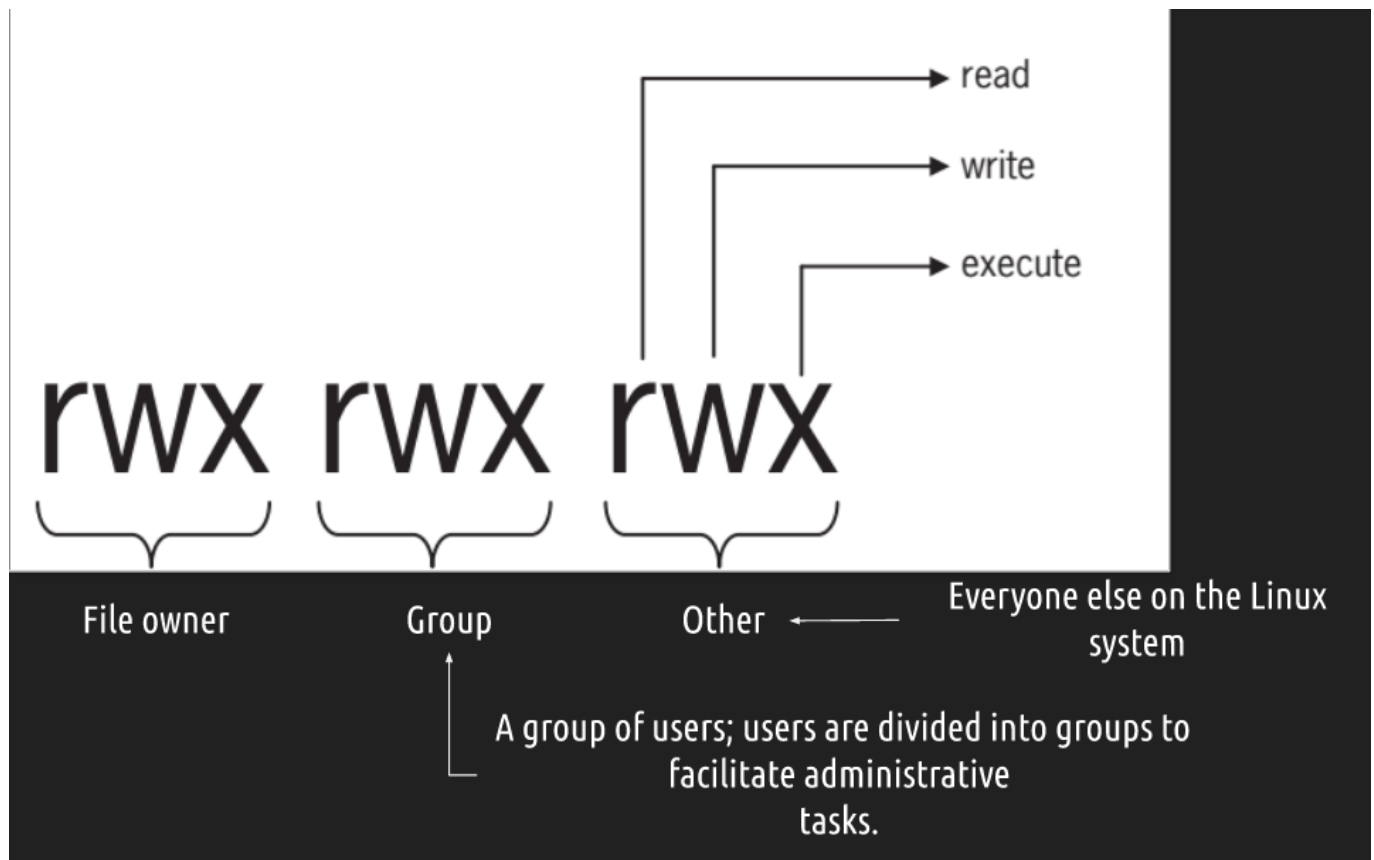 read
write
execute
rwx rwx rwx
File owner
Group
Other
Everyone else on the Linux
system
A group of users; users are divided into groups to
facilitate administrative
tasks.